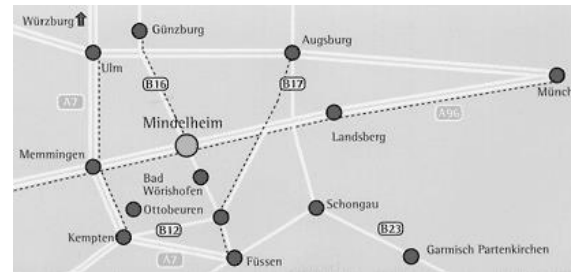 Würzburg
Günzburg
Augsburg
Ulm
B16
B17
Münch
A7
Mindelheim
A96
Landsberg
Memmingen
Bad
Wörishofen
Ottobeuren
Schongau
B12
B23
Kempten
Garmisch Partenkirchen
A7
Füssen